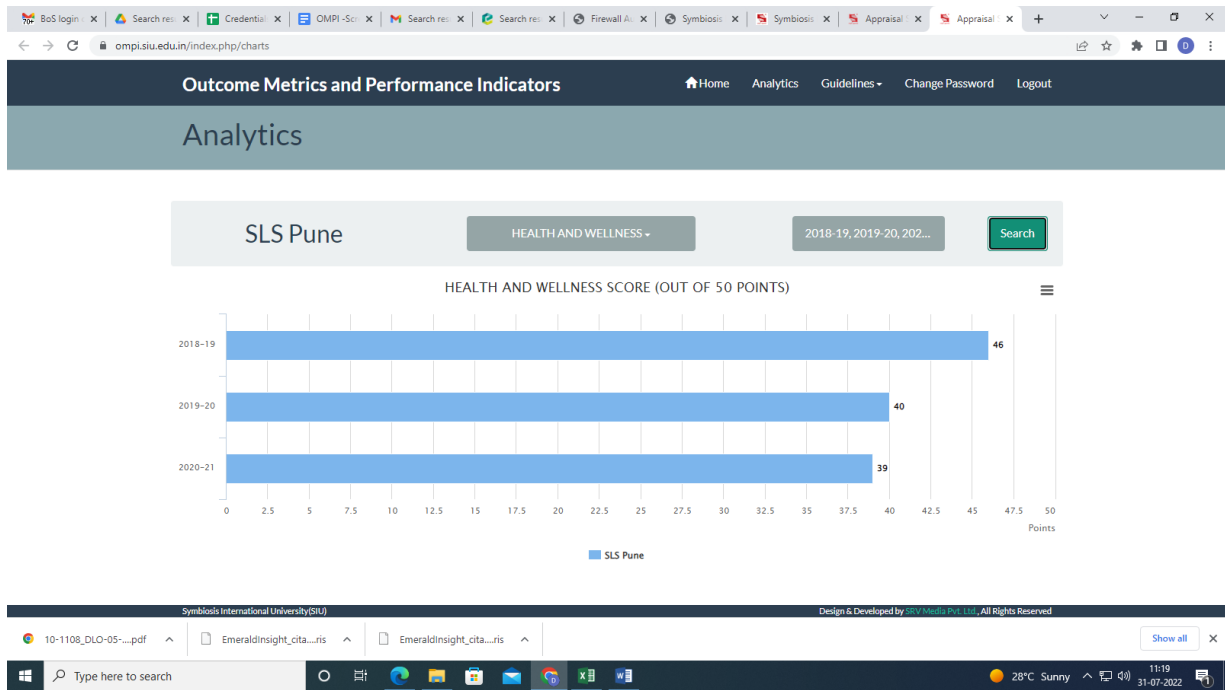 BoS login
Search res
Credential
OMPI -Scr
Search res
Search res
Firewall Au
Symbiosis
Symbiosis
Appraisal
Appraisal
ompi.siu.edu.in/index.php/charts
D
Outcome Metrics and Performance Indicators
Home Analytics Guidelines Change Password Logout
Analytics
SLS Pune
HEALTH AND WELLNESS
2018-19, 2019-20, 202...
Search
HEALTH AND WELLNESS SCORE (OUT OF 50 POINTS)
2018-19
46
2019-20
40
2020-21
39
0 2.5 5 7.5 10 12.5 15 17.5 20 22.5 25 27.5 30 32.5 35 37.5 40 42.5 45 47.5 50
Points
SLS Pune
Symbiosis International University(SIU)
Design & Developed by SRV Media Pvt. Ltd., All Rights Reserved
10-1108_DLO-05-....pdf
EmeraldInsight_cita....ris
EmeraldInsight_cita....ris
Show all
Type here to search
28°C Sunny
11:19
31-07-2022